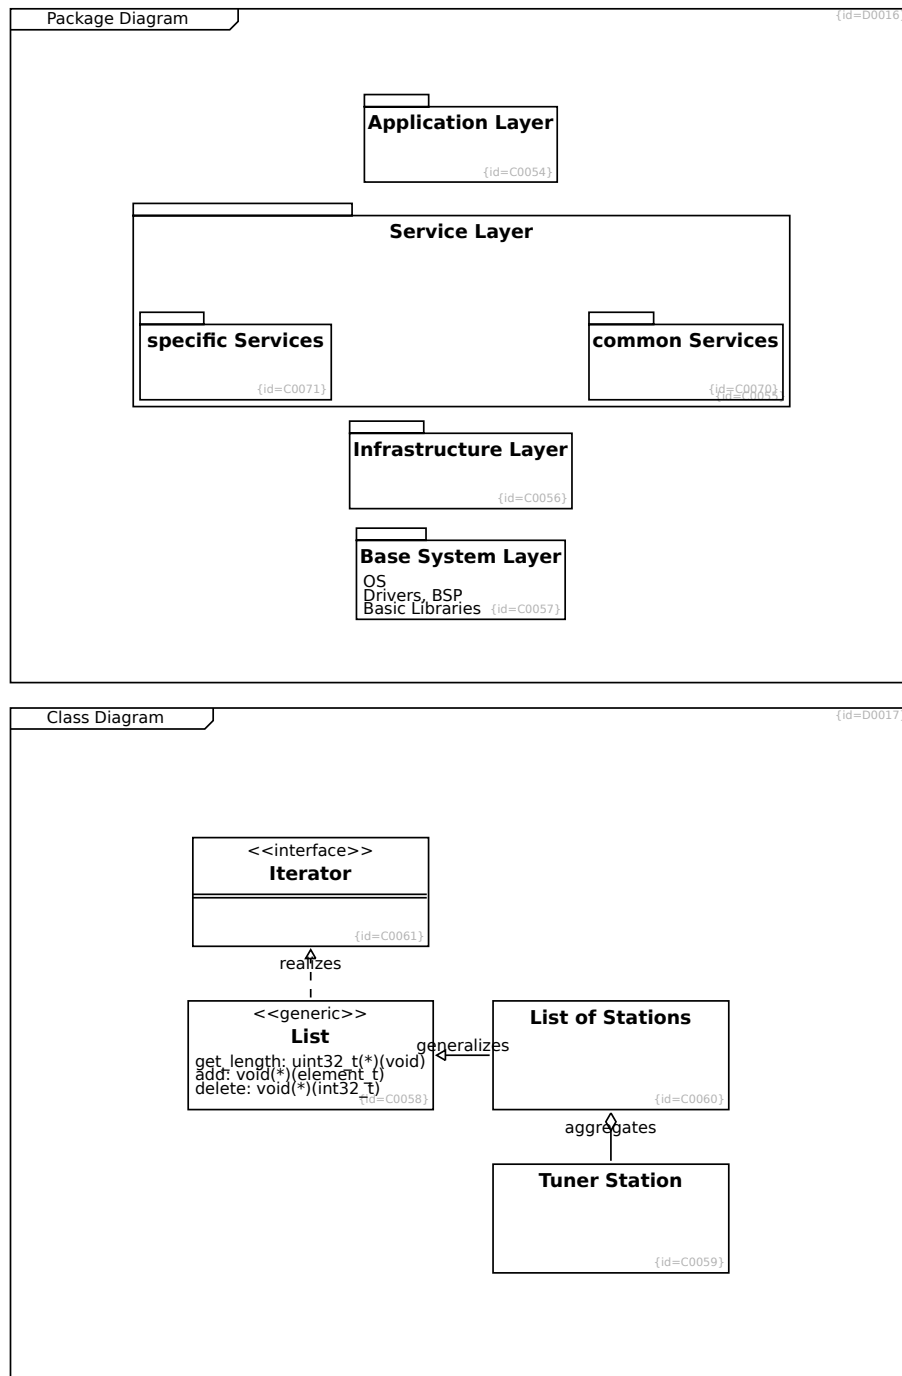 Package Diagram
{id=D0016}
Application Layer
{id=C0054}
Service Layer
specific Services
{id=C0071}
common Services
{id=C0070}
{id=C0055}
Infrastructure Layer
{id=C0056}
Base System Layer
OS
Drivers, BSP
Basic Libraries
{id=C0057}
Class Diagram
{id=D0017}
<<interface>>
Iterator
{id=C0061}
realizes
<<generic>>
List
get_length: uint32_t(*)(void)
add: void(*)(element_t)
delete: void(*)(int32_t)
{id=C0058}
generalizes
List of Stations
{id=C0060}
aggregates
Tuner Station
{id=C0059}